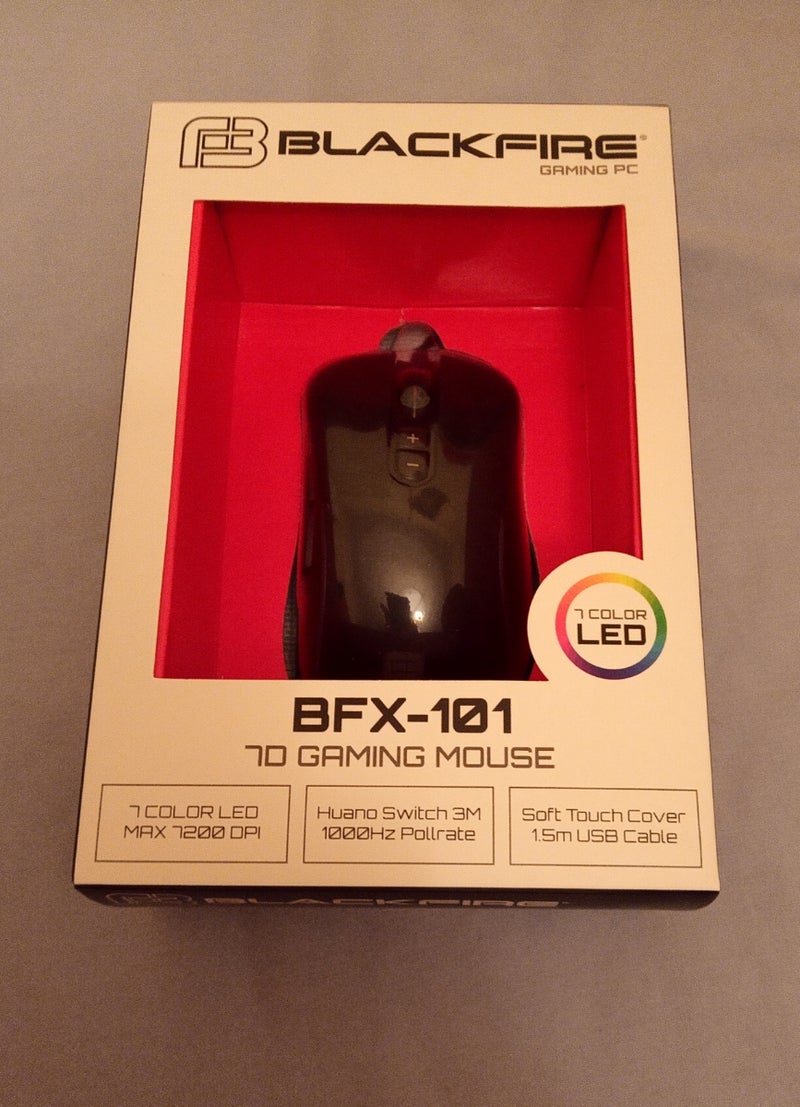 FB BLACKFIRE®
GAMING PC
+
−
7 COLOR
LED
BFX-101
7D GAMING MOUSE
7 COLOR LED
MAX 7200 DPI
Huano Switch 3M
1000Hz Pollrate
Soft Touch Cover
1.5m USB Cable
BLACKFIRE